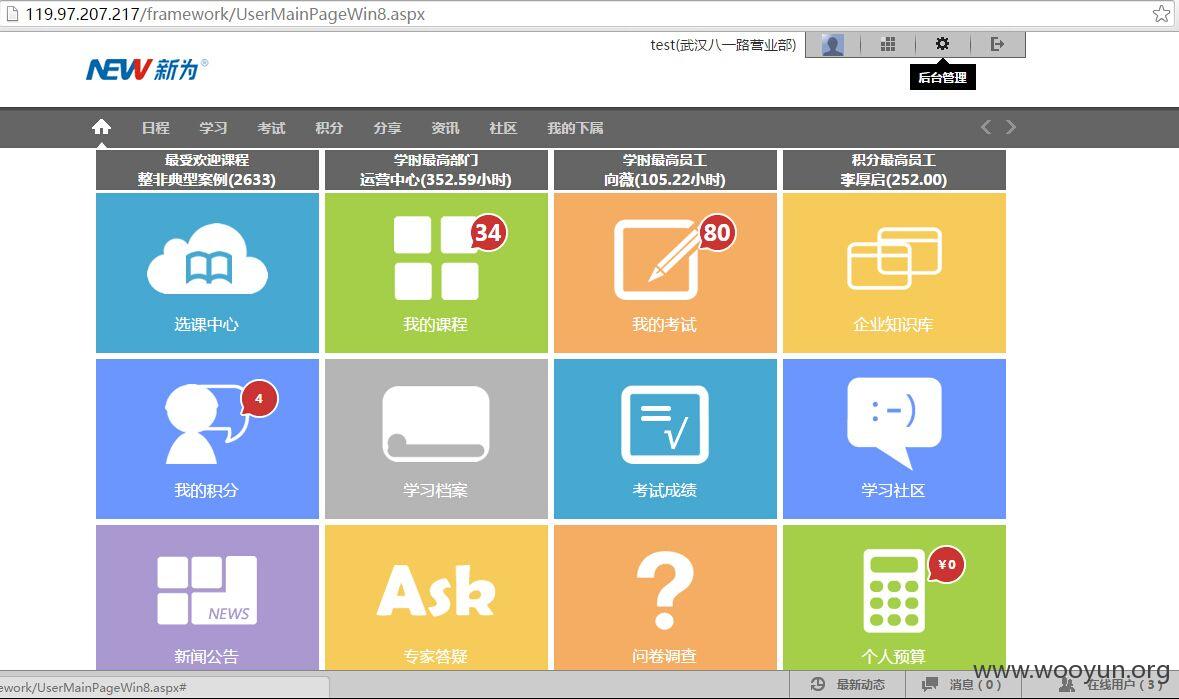 119.97.207.217/framework/UserMainPageWin8.aspx
test(武汉八一路营业部)
后台管理
NEW 新为®
日程 学习 考试 积分 分享 资讯 社区 我的下属
最受欢迎课程
整非典型案例(2633)
学时最高部门
运营中心(352.59小时)
学时最高员工
向薇(105.22小时)
积分最高员工
李厚启(252.00)
选课中心
34
我的课程
80
我的考试
企业知识库
4
我的积分
学习档案
√
考试成绩
:-)
学习社区
NEWS
新闻公告
Ask
专家答疑
?
问卷调查
¥0
个人预算
ework/UserMainPageWin8.aspx#
最新动态
消息 ( 0 )
在线用户 ( 3
www.wooyun.org